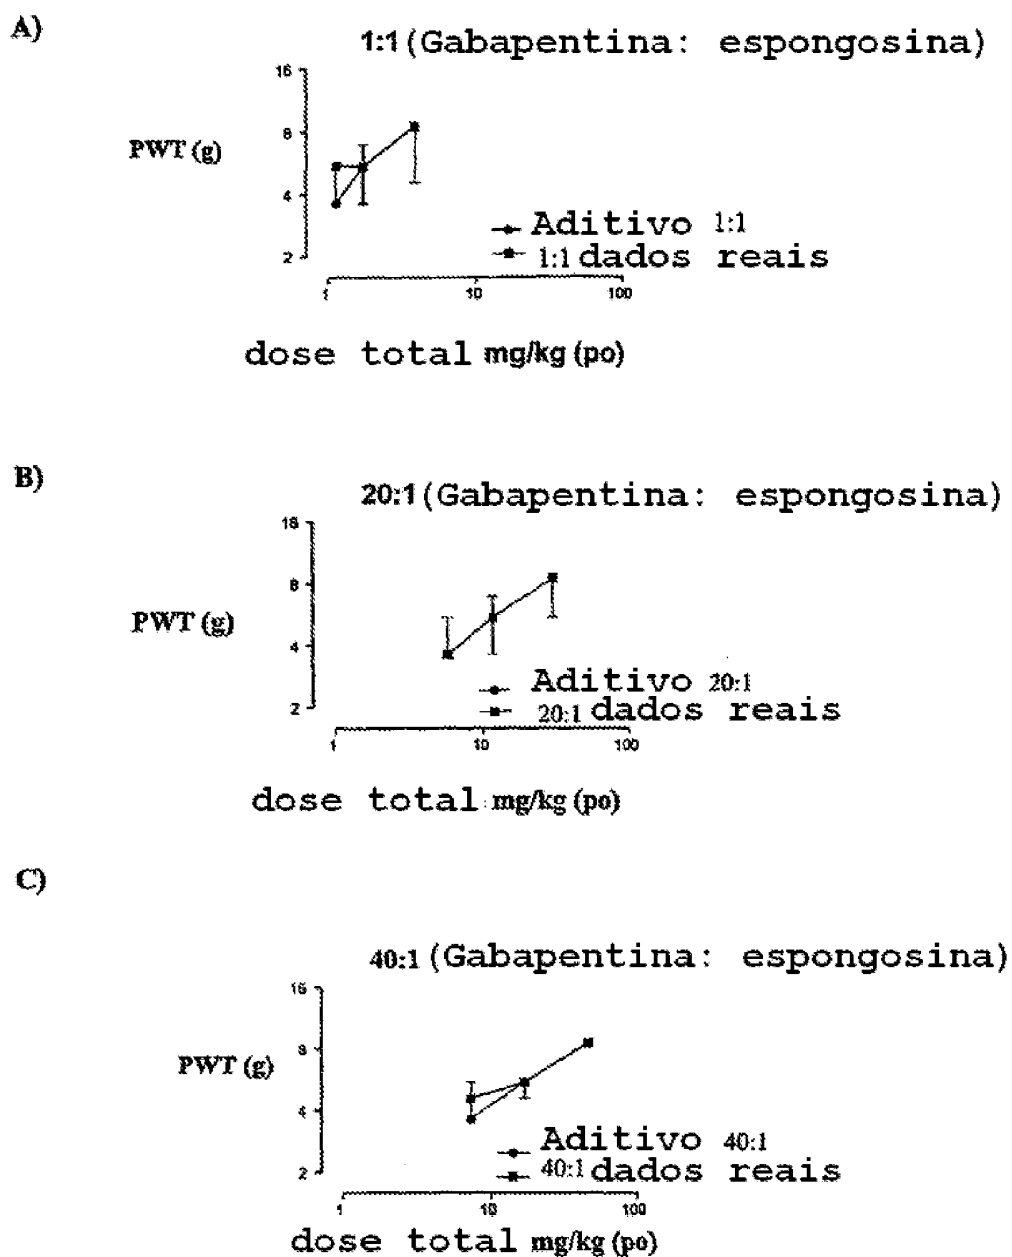 A)
1:1 (Gabapentina: espongosina)
16
PWT (g)
8
4
Aditivo 1:1
1:1 dados reais
2
1 10 100
dose total mg/kg (po)
B)
20:1 (Gabapentina: espongosina)
16
8
PWT (g)
4
Aditivo 20:1
20:1 dados reais
2
1 10 100
dose total mg/kg (po)
C)
40:1 (Gabapentina: espongosina)
16
8
PWT (g)
4
Aditivo 40:1
40:1 dados reais
2
1 10 100
dose total mg/kg (po)